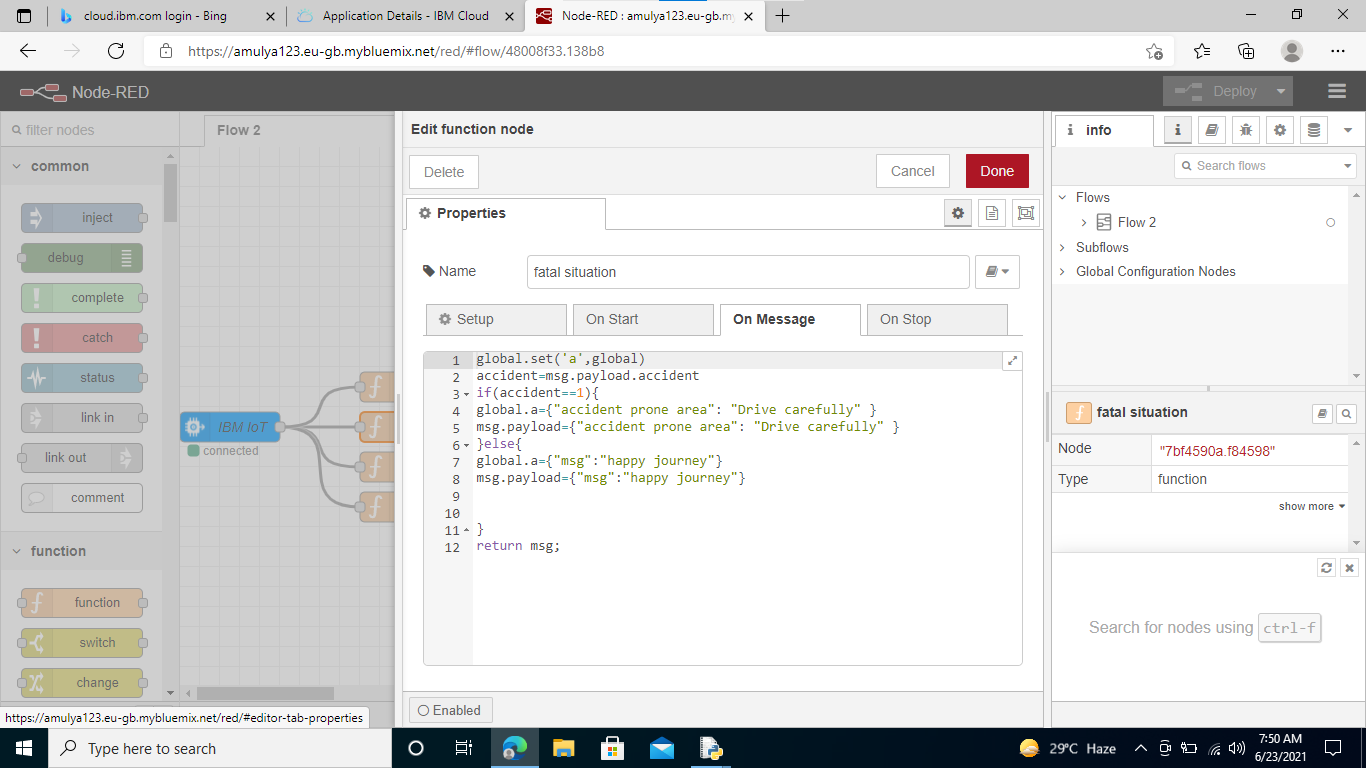 cloud.ibm.com login - Bing
Application Details - IBM Cloud
Node-RED : amulya123.eu-gb.my
https://amulya123.eu-gb.mybluemix.net/red/#flow/48008f33.138b8
Node-RED
Deploy
filter nodes
common
inject
debug
complete
catch
status
link in
link out
comment
function
function
switch
change
Flow 2
IBM IoT
connected
Edit function node
Delete
Cancel
Done
Properties
Name
fatal situation
Setup
On Start
On Message
On Stop
1 global.set('a',global)
2 accident=msg.payload.accident
3 if(accident==1){
4 global.a={"accident prone area": "Drive carefully" }
5 msg.payload={"accident prone area": "Drive carefully" }
6 }else{
7 global.a={"msg":"happy journey"}
8 msg.payload={"msg":"happy journey"}
9
10
11 }
12 return msg;
Enabled
info
Search flows
Flows
Flow 2
Subflows
Global Configuration Nodes
fatal situation
Node "7bf4590a.f84598"
Type function
show more
Search for nodes using ctrl-f
https://amulya123.eu-gb.mybluemix.net/red/#editor-tab-properties
Type here to search
29°C Haze
7:50 AM
6/23/2021